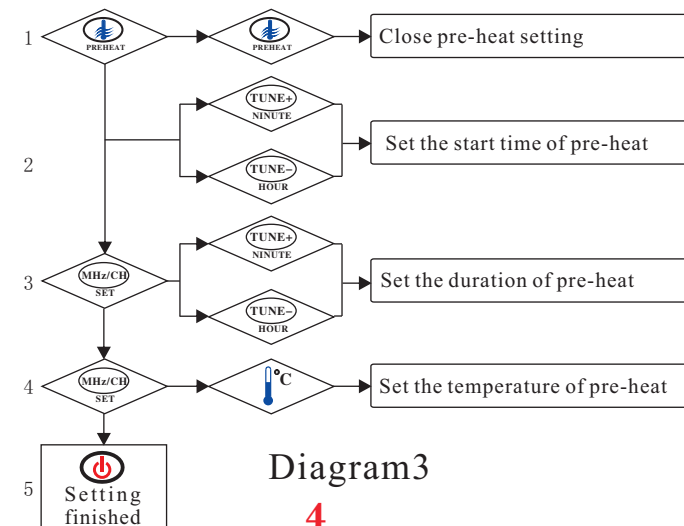 1
PREHEAT
PREHEAT
Close pre-heat setting
TUNE+
NINUTE
2
Set the start time of pre-heat
TUNE-
HOUR
TUNE+
NINUTE
3
MHz/CH
SET
Set the duration of pre-heat
TUNE-
HOUR
4
MHz/CH
SET
°C
Set the temperature of pre-heat
5
Setting
finished
Diagram3
4